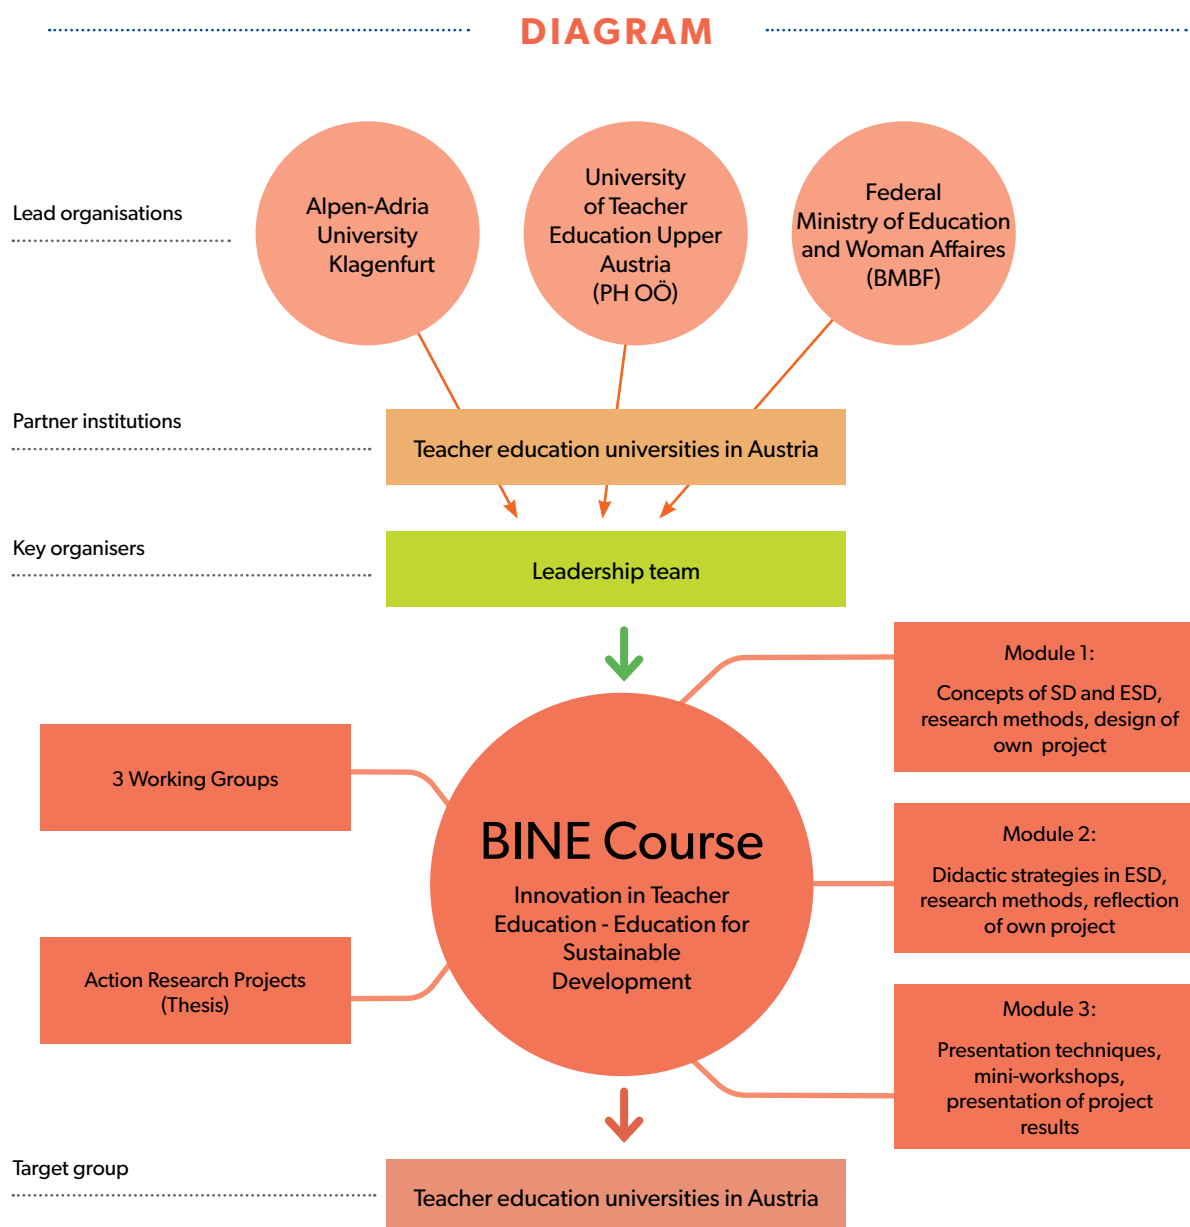 DIAGRAM
Lead organisations
Alpen-Adria
University
Klagenfurt
University
of Teacher
Education Upper
Austria
(PH OÖ)
Federal
Ministry of Education
and Woman Affaires
(BMBF)
Partner institutions
Teacher education universities in Austria
Key organisers
Leadership team
3 Working Groups
Action Research Projects
(Thesis)
BINE Course
Innovation in Teacher
Education - Education for
Sustainable
Development
Module 1:
Concepts of SD and ESD,
research methods, design of
own project
Module 2:
Didactic strategies in ESD,
research methods, reflection
of own project
Module 3:
Presentation techniques,
mini-workshops,
presentation of project
results
Target group
Teacher education universities in Austria